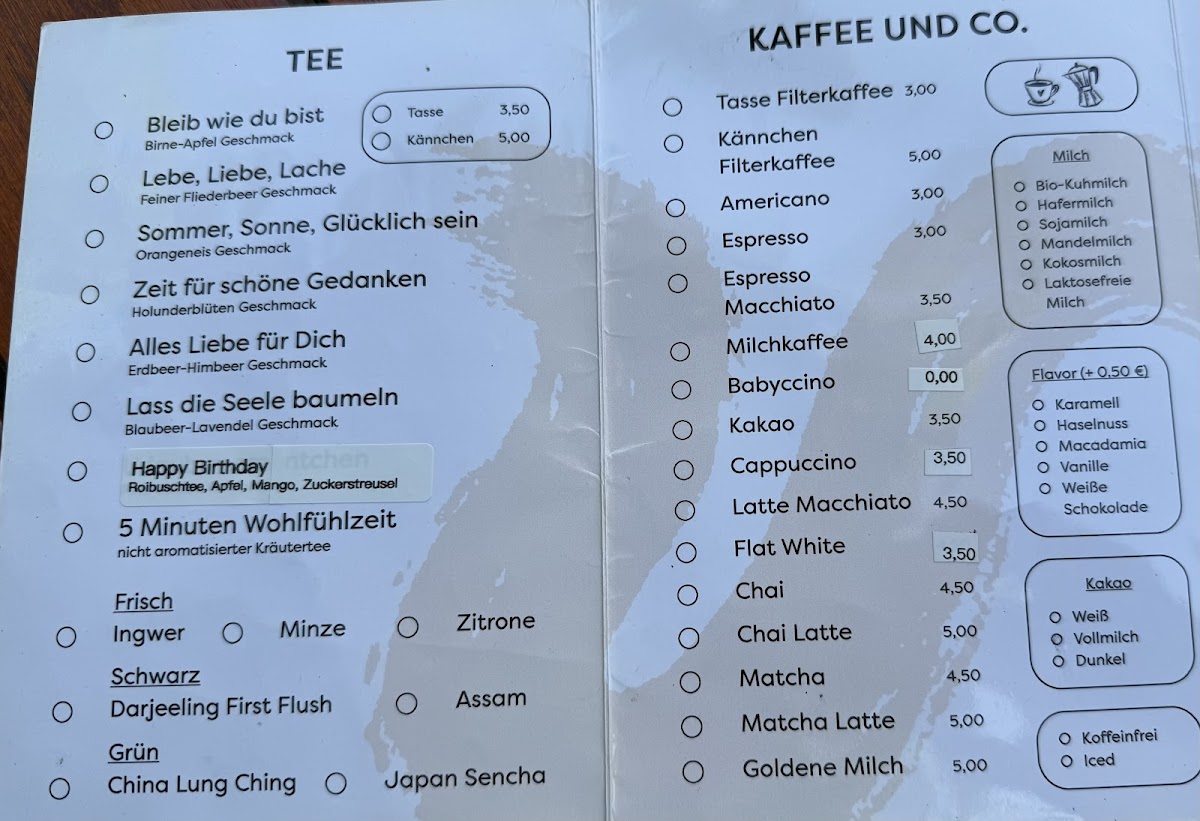 TEE
Bleib wie du bist
Birne-Apfel Geschmack
Tasse 3,50
Kännchen 5,00
Lebe, Liebe, Lache
Feiner Fliederbeer Geschmack
Sommer, Sonne, Glücklich sein
Orangeneis Geschmack
Zeit für schöne Gedanken
Holunderblüten Geschmack
Alles Liebe für Dich
Erdbeer-Himbeer Geschmack
Lass die Seele baumeln
Blaubeer-Lavendel Geschmack
Happy Birthday
Roibuschtee, Apfel, Mango, Zuckerstreusel
5 Minuten Wohlfühlzeit
nicht aromatisierter Kräutertee
Frisch
Ingwer Minze Zitrone
Schwarz
Darjeeling First Flush Assam
Grün
China Lung Ching Japan Sencha
KAFFEE UND CO.
Tasse Filterkaffee 3,00
Kännchen
Filterkaffee 5,00
Americano 3,00
Espresso 3,00
Espresso
Macchiato 3,50
Milchkaffee 4,00
Babyccino 0,00
Kakao 3,50
Cappuccino 3,50
Latte Macchiato 4,50
Flat White 3,50
Chai 4,50
Chai Latte 5,00
Matcha 4,50
Matcha Latte 5,00
Goldene Milch 5,00
Milch
Bio-Kuhmilch
Hafermilch
Sojamilch
Mandelmilch
Kokosmilch
Laktosefreie
Milch
Flavor (+ 0,50 €)
Karamell
Haselnuss
Macadamia
Vanille
Weiße
Schokolade
Kakao
Weiß
Vollmilch
Dunkel
Koffeinfrei
Iced